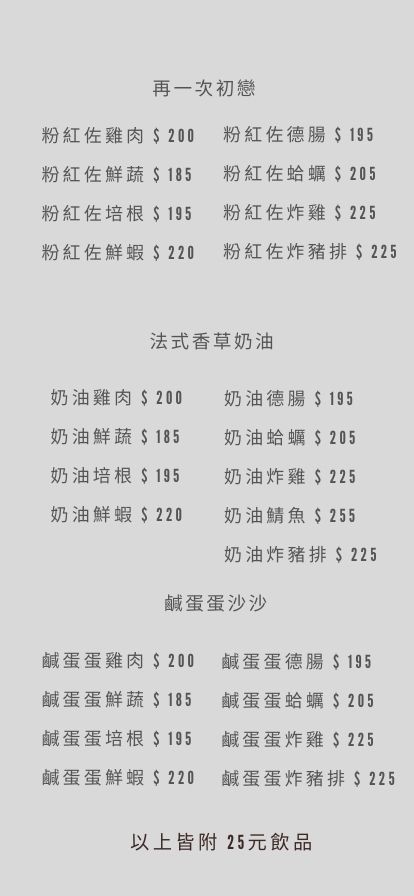 再一次初戀
粉紅佐雞肉 $ 200
粉紅佐德腸 $ 195
粉紅佐鮮蔬 $ 185
粉紅佐蛤蠣 $ 205
粉紅佐培根 $ 195
粉紅佐炸雞 $ 225
粉紅佐鮮蝦 $ 220
粉紅佐炸豬排 $ 225
法式香草奶油
奶油雞肉 $ 200
奶油德腸 $ 195
奶油鮮蔬 $ 185
奶油蛤蠣 $ 205
奶油培根 $ 195
奶油炸雞 $ 225
奶油鮮蝦 $ 220
奶油鯖魚 $ 255
奶油炸豬排 $ 225
鹹蛋蛋沙沙
鹹蛋蛋雞肉 $ 200
鹹蛋蛋德腸 $ 195
鹹蛋蛋鮮蔬 $ 185
鹹蛋蛋蛤蠣 $ 205
鹹蛋蛋培根 $ 195
鹹蛋蛋炸雞 $ 225
鹹蛋蛋鮮蝦 $ 220
鹹蛋蛋炸豬排 $ 225
以上皆附 25元飲品